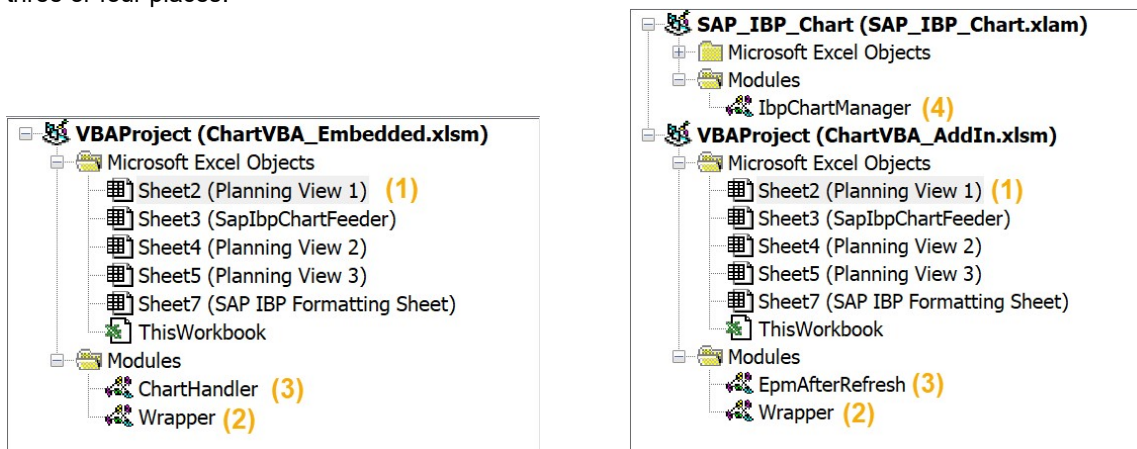 three or four places.
VBAProject (ChartVBA_Embedded.xlsm)
Microsoft Excel Objects
Sheet2 (Planning View 1) (1)
Sheet3 (SapIbpChartFeeder)
Sheet4 (Planning View 2)
Sheet5 (Planning View 3)
Sheet7 (SAP IBP Formatting Sheet)
ThisWorkbook
Modules
ChartHandler (3)
Wrapper (2)
SAP_IBP_Chart (SAP_IBP_Chart.xlam)
Microsoft Excel Objects
Modules
IbpChartManager (4)
VBAProject (ChartVBA_AddIn.xlsm)
Microsoft Excel Objects
Sheet2 (Planning View 1) (1)
Sheet3 (SapIbpChartFeeder)
Sheet4 (Planning View 2)
Sheet5 (Planning View 3)
Sheet7 (SAP IBP Formatting Sheet)
ThisWorkbook
Modules
EpmAfterRefresh (3)
Wrapper (2)